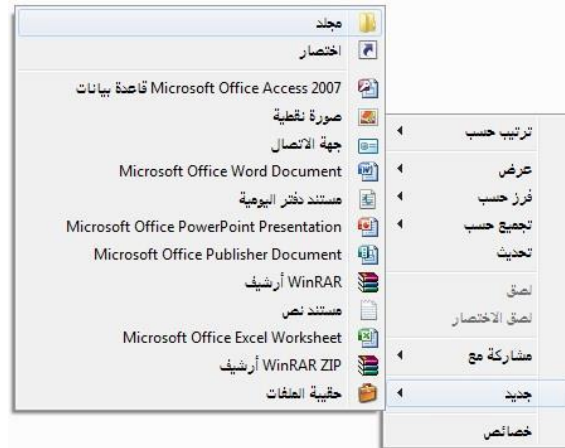 مجلد
اختصار
Microsoft Office Access 2007 قاعدة بيانات
صورة نقطية
جهة الاتصال
Microsoft Office Word Document
مستند دفتر اليومية
Microsoft Office PowerPoint Presentation
Microsoft Office Publisher Document
WinRAR أرشيف
مستند نص
Microsoft Office Excel Worksheet
WinRAR ZIP أرشيف
حقيبة الملفات
ترتيب حسب
عرض
فرز حسب
تجميع حسب
تحديث
لصق
لصق الاختصار
مشاركة مع
جديد
خصائص